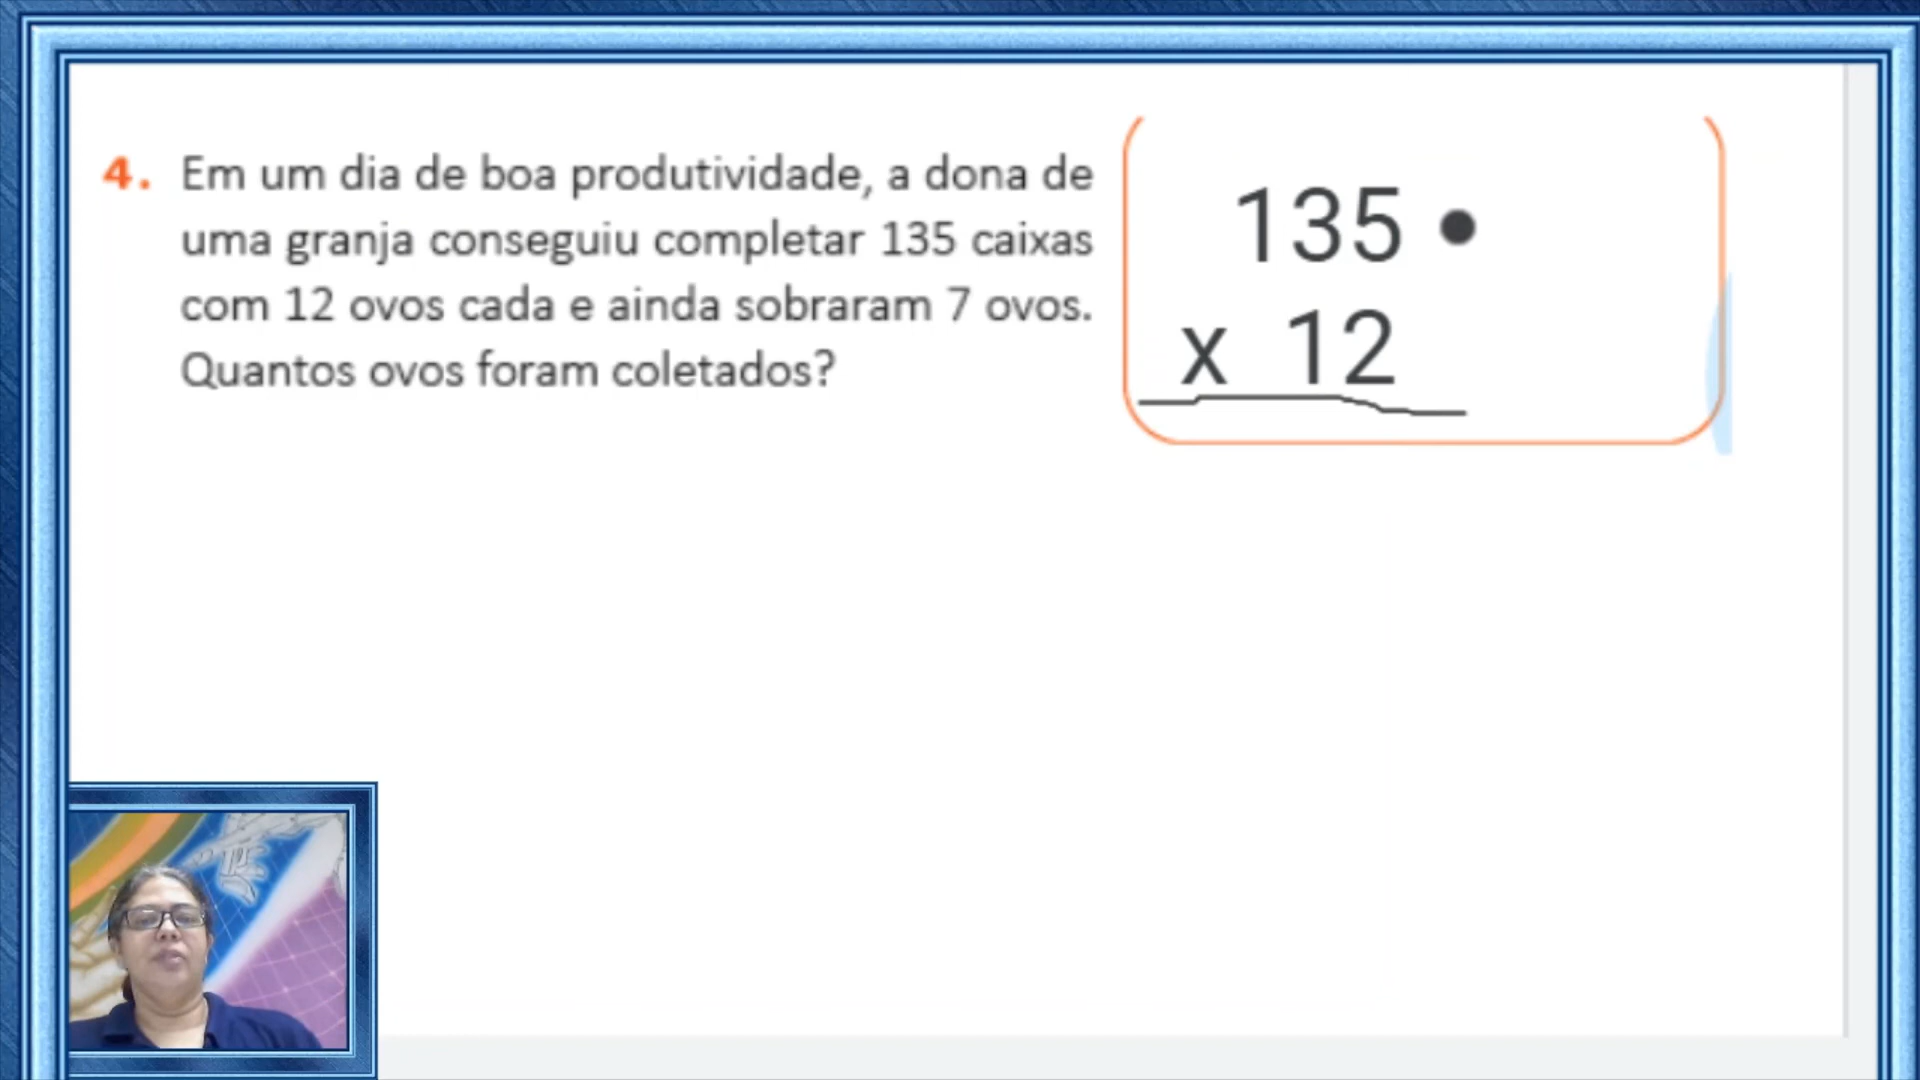 4. Em um dia de boa produtividade, a dona de
uma granja conseguiu completar 135 caixas
com 12 ovos cada e ainda sobraram 7 ovos.
Quantos ovos foram coletados?
135 •
x 12